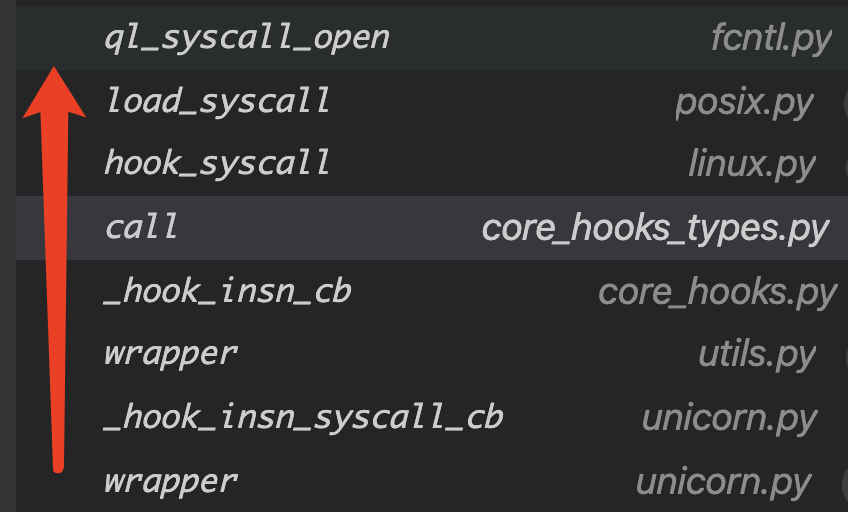 ql_syscall_open fcntl.py
load_syscall posix.py
hook_syscall linux.py
call core_hooks_types.py
_hook_insn_cb core_hooks.py
wrapper utils.py
_hook_insn_syscall_cb unicorn.py
wrapper unicorn.py